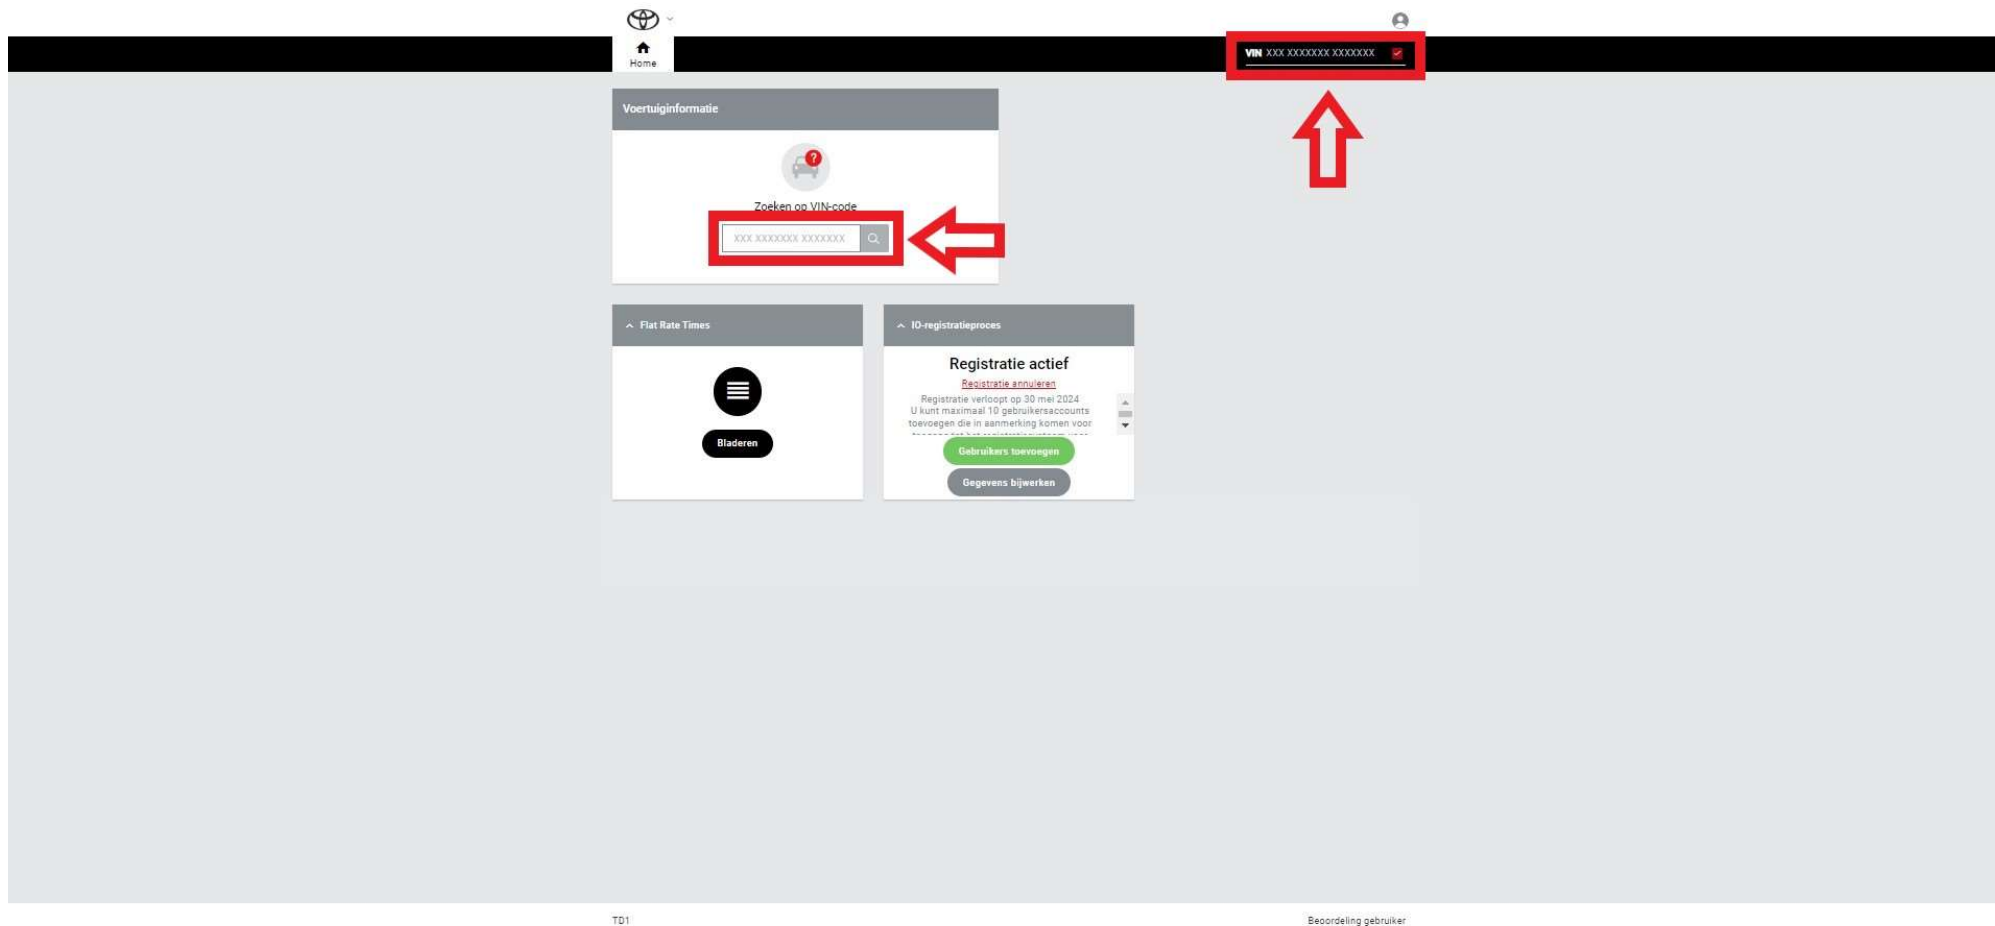 Home
VIN XXX XXXXXXX XXXXXXX
Voertuiginformatie
?
Zoeken op VIN-code
XXX XXXXXXX XXXXXXX
Flat Rate Times
Bladeren
IO-registratieproces
Registratie actief
Registratie annuleren
Registratie verloopt op 30 mei 2024
U kunt maximaal 10 gebruikersaccounts
toevoegen die in aanmerking komen voor
Gebruikers toevoegen
Gegevens bijwerken
TD1
Beoordeling gebruiker